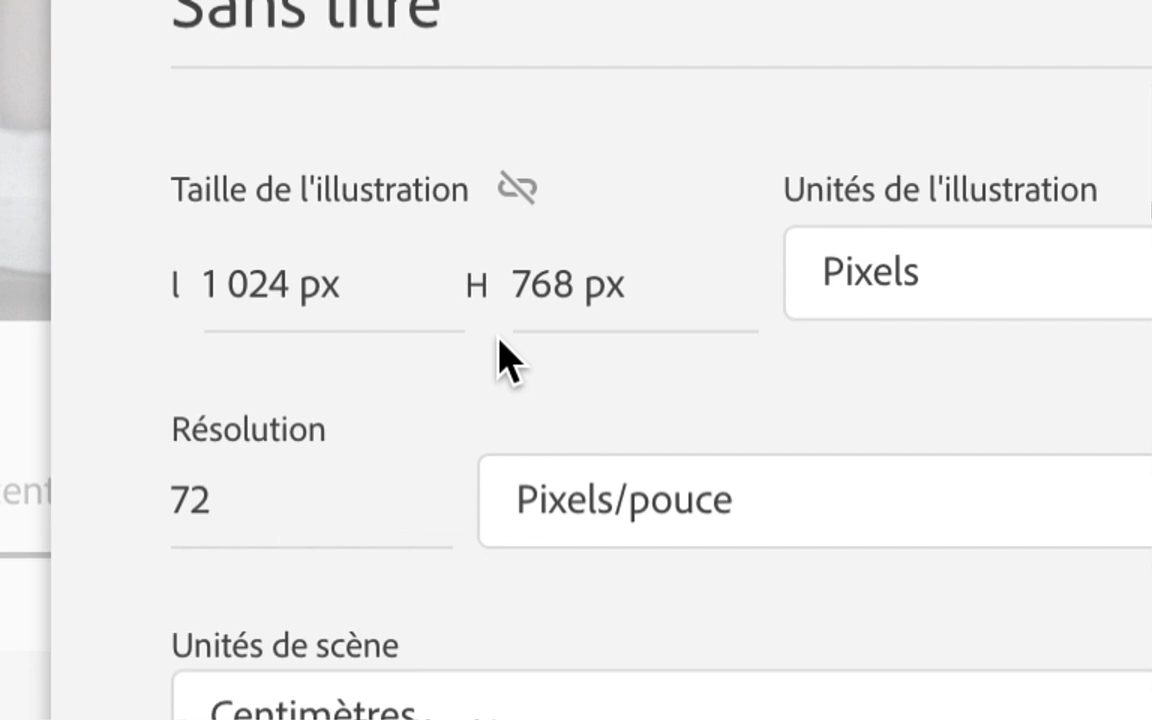 Sans titre
Taille de l'illustration Unités de l'illustration
l 1 024 px H 768 px Pixels
Résolution
72 Pixels/pouce
Unités de scène
Centimètres